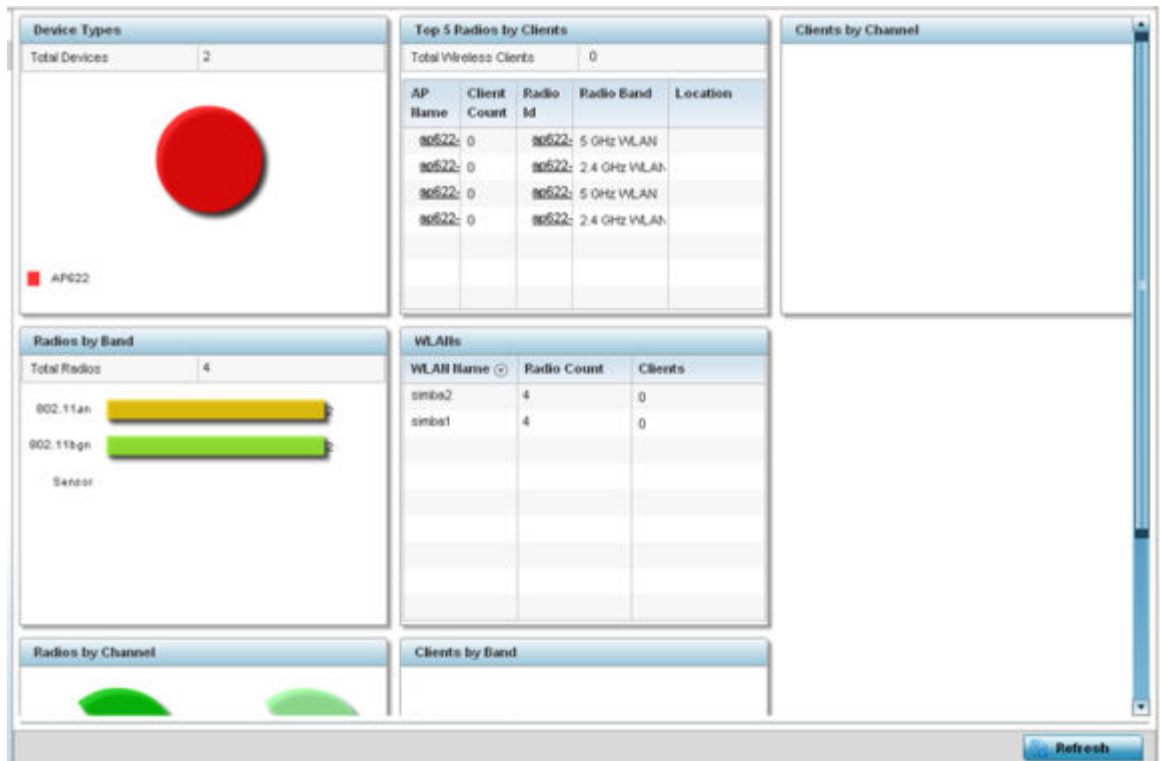 Device Types
Total Devices 2
AP622
Top 5 Radios by Clients
Total Wireless Clients 0
AP Name Client Count Radio Id Radio Band Location
ap622- 0 ap622- 5 GHz WLAN
ap622- 0 ap622- 2.4 GHz WLAN
ap622- 0 ap622- 5 GHz WLAN
ap622- 0 ap622- 2.4 GHz WLAN
Clients by Channel
Radios by Band
Total Radios 4
802.11an 2
802.11bgn 2
Sensor
WLANs
WLAN Name Radio Count Clients
simba2 4 0
simba1 4 0
Radios by Channel
Clients by Band
Refresh